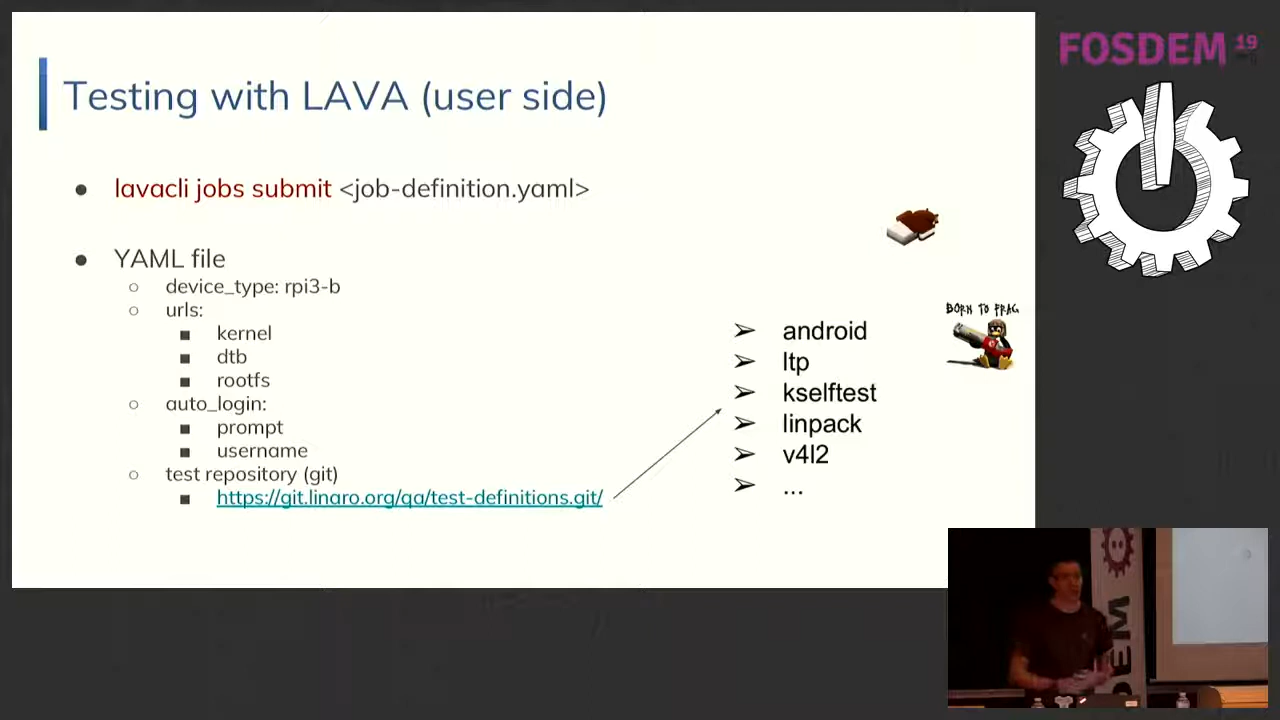 FOSDEM 19
Testing with LAVA (user side)
lavacli jobs submit <job-definition.yaml>
YAML file
device_type: rpi3-b
urls:
kernel
dtb
rootfs
auto_login:
prompt
username
test repository (git)
https://git.linaro.org/qa/test-definitions.git/
BORN TO FRAG
android
ltp
kselftest
linpack
v4l2
...
DEM